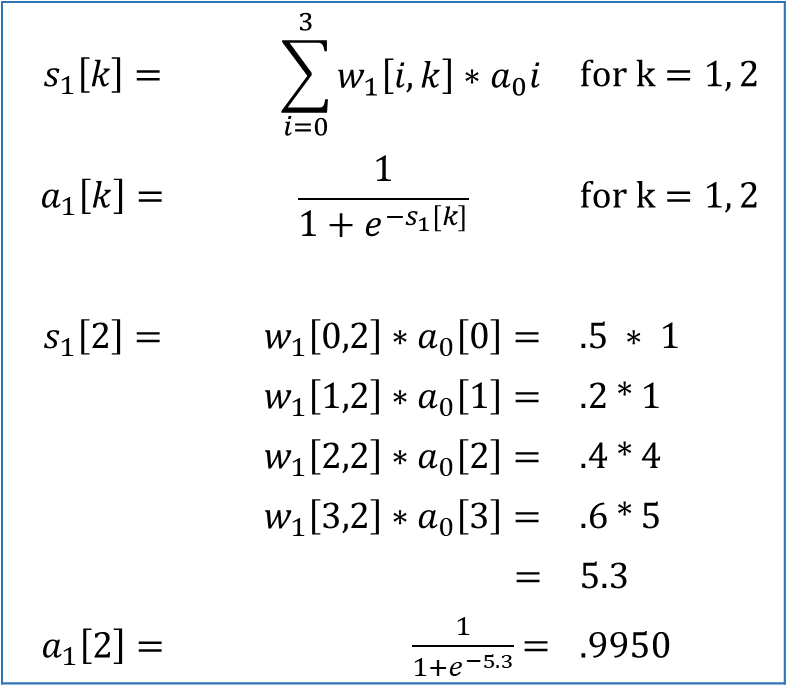 s₁[k] = ∑³ᵢ₌₀ w₁[i, k] ∗ a₀i for k = 1, 2
a₁[k] = 1 / (1 + e^(−s₁[k])) for k = 1, 2
s₁[2] = w₁[0,2] ∗ a₀[0] = .5 ∗ 1
w₁[1,2] ∗ a₀[1] = .2 * 1
w₁[2,2] ∗ a₀[2] = .4 * 4
w₁[3,2] ∗ a₀[3] = .6 * 5
= 5.3
a₁[2] = 1 / (1+e^(−5.3)) = .9950